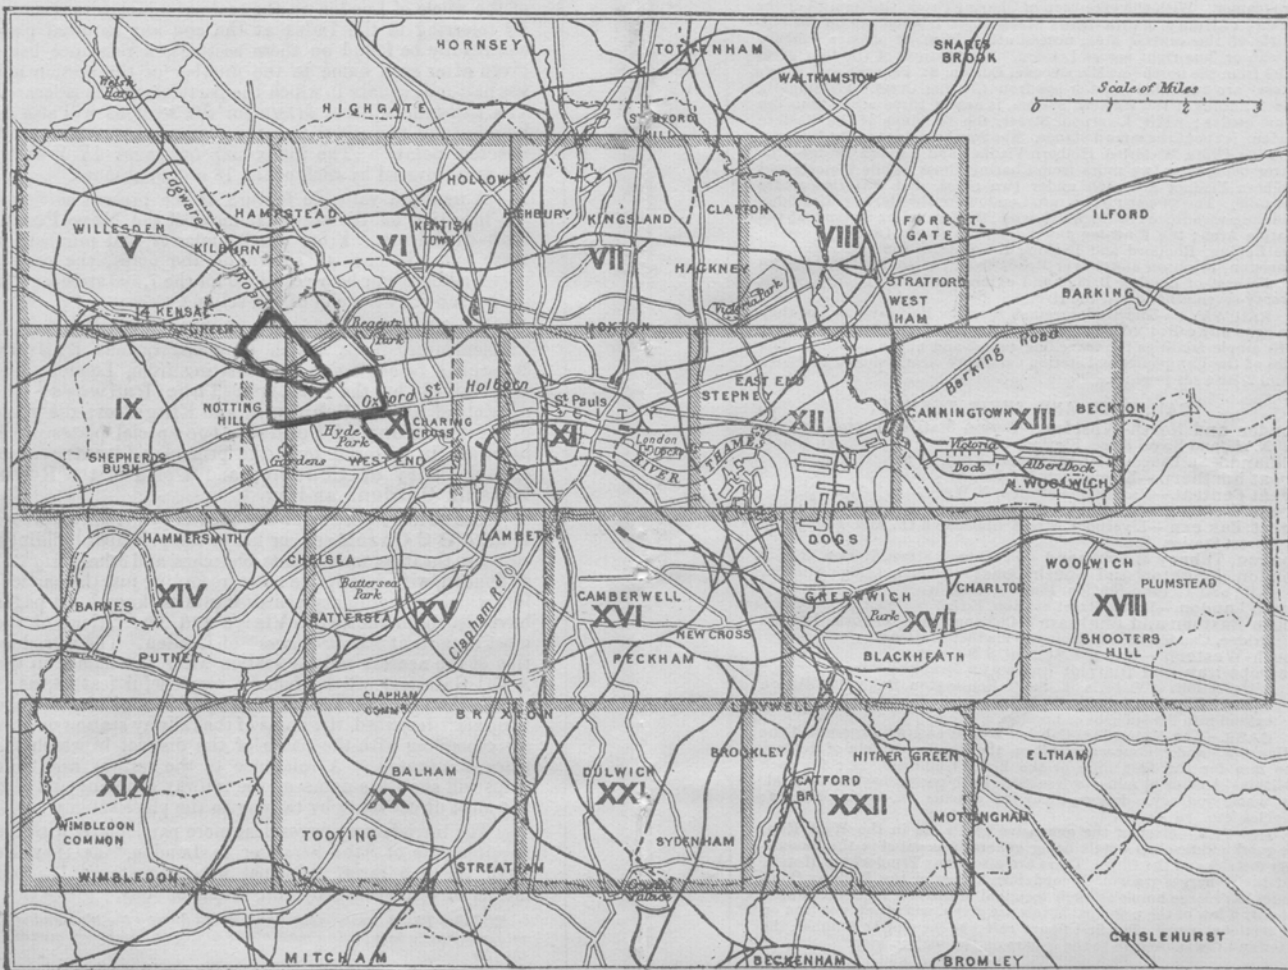 HORNSEY
TOTTENHAM
SNARES
BROOK
WALTHAMSTOW
Welsh
Harp
HIGHGATE
Scale of Miles
0 1 2 3
STAMFORD
HILL
Edgware
Road
HOLLOWAY
HAMPSTEAD
HIGHBURY
KINGSLAND
CLAPTON
KENTISH
TOWN
WILLESDEN
V
KILBURN
VI
VII
VIII
FOREST
GATE
ILFORD
HACKNEY
STRATFORD
WEST
HAM
BARKING
Victoria Park
KENSAL
GREEN
Regents
Park
HOXTON
Barking Road
EAST END
STEPNEY
Oxford St
Holborn
St Pauls
CITY
IX
NOTTING
HILL
Hyde
Park
X
CHARING
CROSS
XI
XII
CANNINGTOWN
XIII
BECKTON
London
Docks
RIVER
THAMES
Victoria
Dock
Albert Dock
N. WOOLWICH
SHEPHERDS
BUSH
Gardens
WEST END
I. OF
DOGS
HAMMERSMITH
CHELSEA
LAMBETH
WOOLWICH
PLUMSTEAD
XIV
BARNES
Battersea
Park
BATTERSEA
XV
Clapham Rd
CAMBERWELL
XVI
GREENWICH
Park
XVII
CHARLTON
XVIII
NEW CROSS
SHOOTERS
HILL
PUTNEY
PECKHAM
BLACKHEATH
CLAPHAM
COMMN
BRIXTON
LADYWELL
BROCKLEY
HITHER GREEN
ELTHAM
XIX
BALHAM
XX
DULWICH
XXI
CATFORD
BR.
XXII
MOTTINGHAM
WIMBLEDON
COMMON
TOOTING
SYDENHAM
STREATHAM
WIMBLEDON
Crystal
Palace
CHISLEHURST
MITCHAM
BECKENHAM
BROMLEY